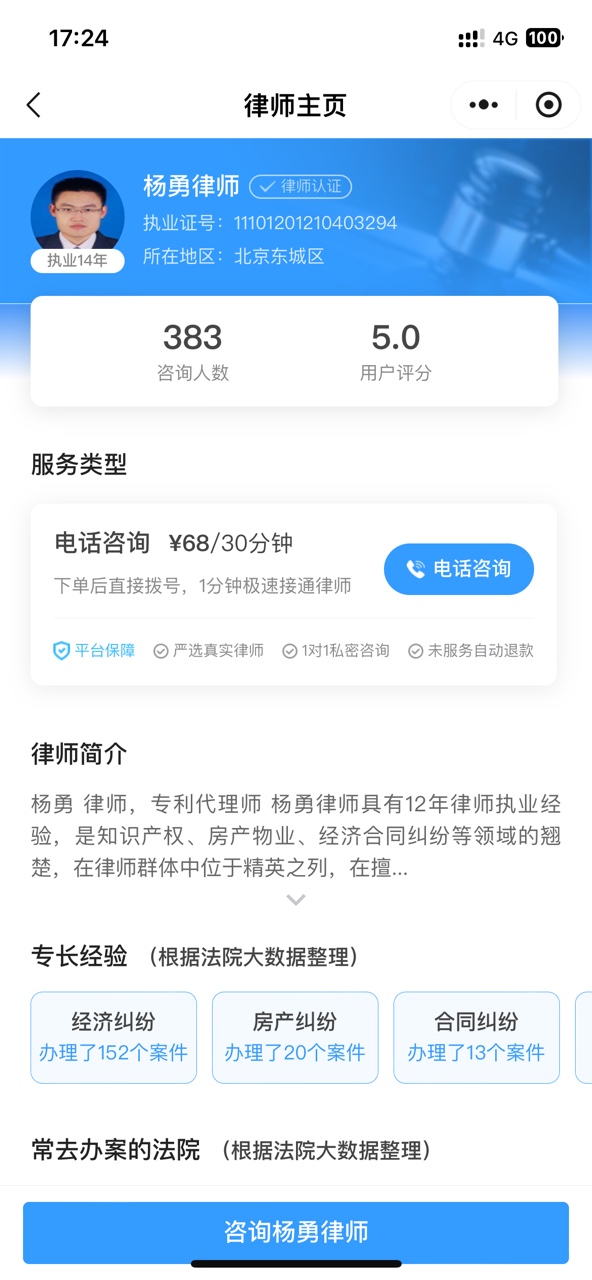 17:24
4G 100
律师主页
杨勇律师 律师认证
执业证号：11101201210403294
所在地区：北京东城区
执业14年
383 5.0
咨询人数 用户评分
服务类型
电话咨询 ¥68/30分钟
下单后直接拨号，1分钟极速接通律师
电话咨询
平台保障 严选真实律师 1对1私密咨询 未服务自动退款
律师简介
杨勇 律师，专利代理师 杨勇律师具有12年律师执业经
验，是知识产权、房产物业、经济合同纠纷等领域的翘
楚，在律师群体中位于精英之列，在擅...
专长经验 （根据法院大数据整理）
经济纠纷 房产纠纷 合同纠纷
办理了152个案件 办理了20个案件 办理了13个案件
常去办案的法院 （根据法院大数据整理）
咨询杨勇律师